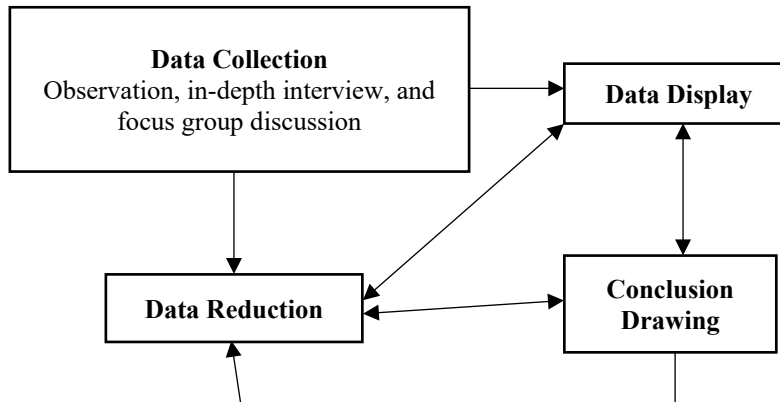 Data Collection
Observation, in-depth interview, and
focus group discussion
Data Display
Data Reduction
Conclusion
Drawing